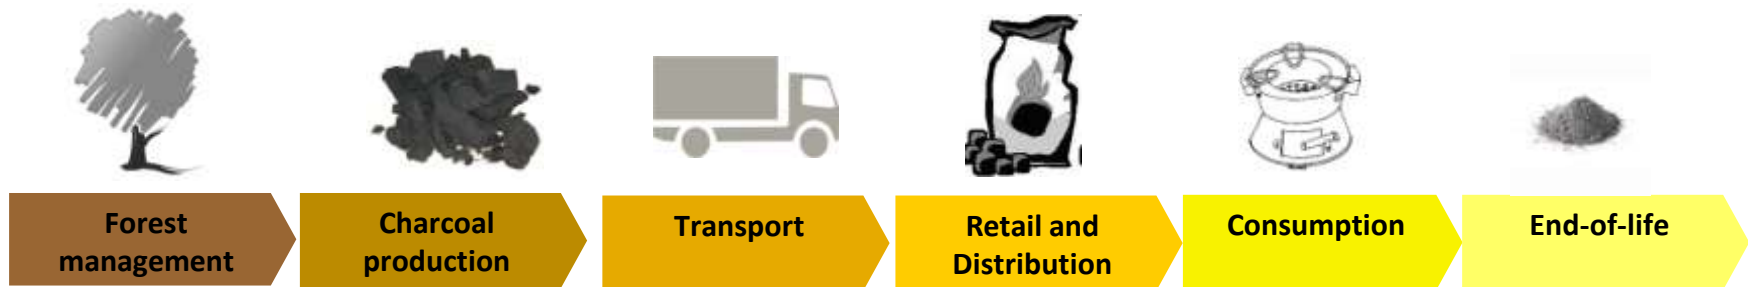 Forest
management
Charcoal
production
Transport
Retail and
Distribution
Consumption
End-of-life